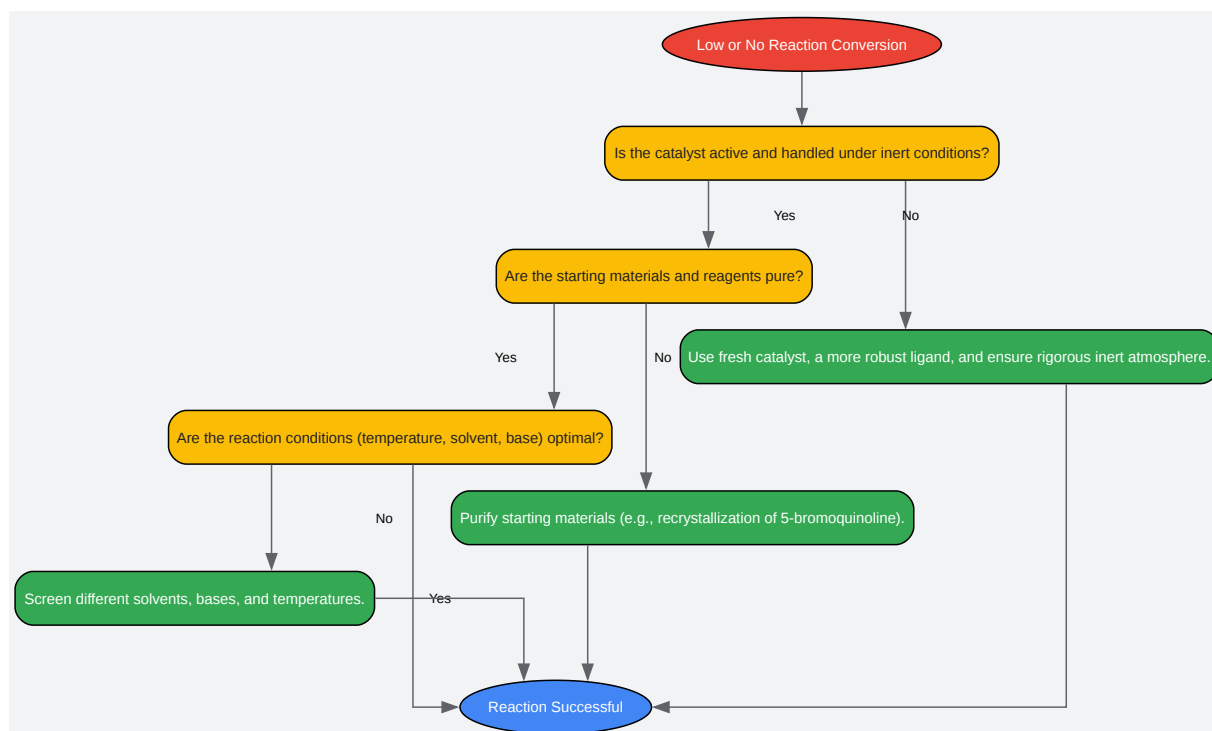 Low or No Reaction Conversion
Is the catalyst active and handled under inert conditions?
Yes
No
Are the starting materials and reagents pure?
Yes
No
Use fresh catalyst, a more robust ligand, and ensure rigorous inert atmosphere.
Are the reaction conditions (temperature, solvent, base) optimal?
No
Purify starting materials (e.g., recrystallization of 5-bromoquinoline).
Screen different solvents, bases, and temperatures.
Yes
Reaction Successful